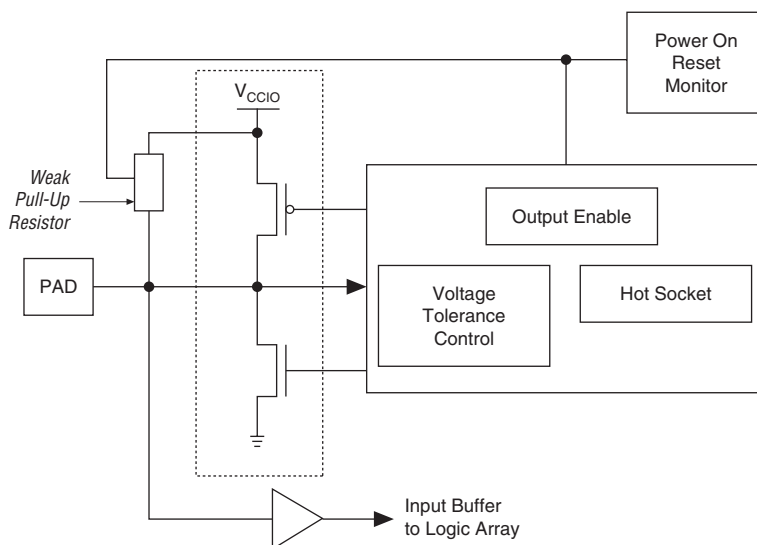 Power On
Reset
Monitor
VCCIO
Weak
Pull-Up
Resistor
Output Enable
PAD
Voltage
Tolerance
Control
Hot Socket
Input Buffer
to Logic Array